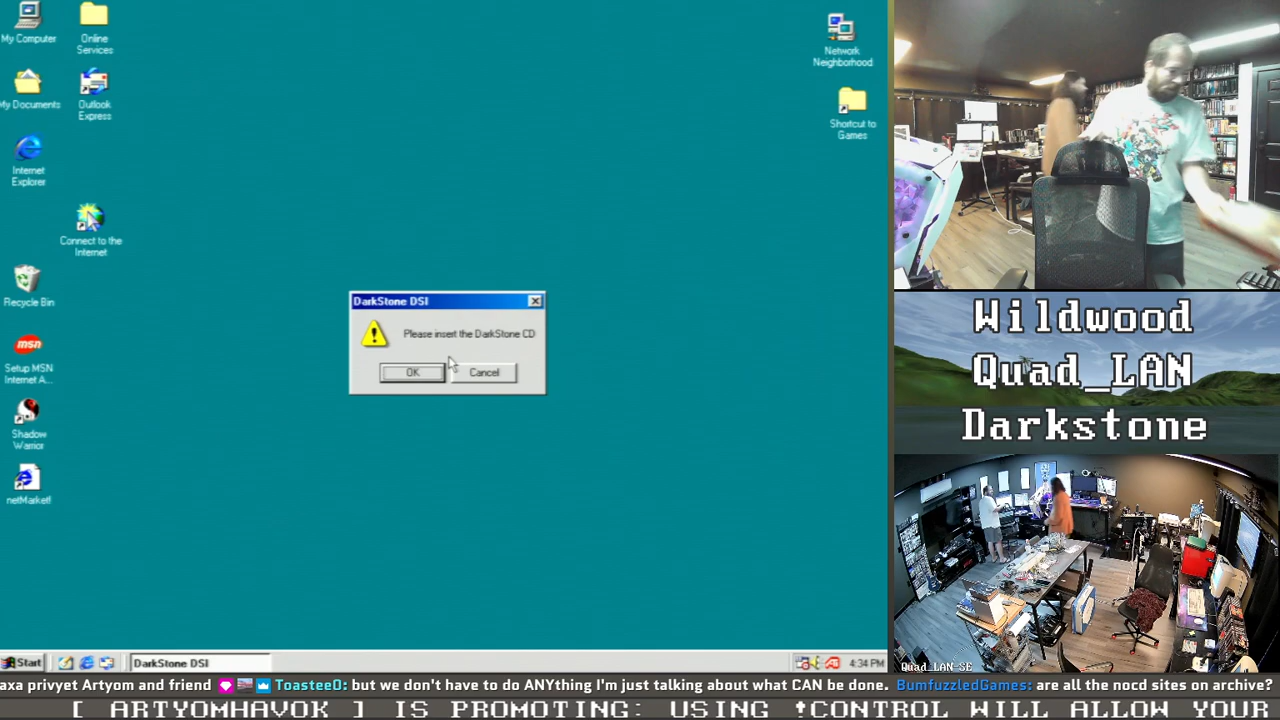 My Computer
Online
Services
Network
Neighborhood
My Documents
Outlook
Express
Shortcut to
Games
Internet
Explorer
Connect to the
Internet
Recycle Bin
msn
Setup MSN
Internet A...
Shadow
Warrior
netMarket!
DarkStone DSI
Please insert the DarkStone CD
OK
Cancel
Wildwood
Quad_LAN
Darkstone
Quad_LAN-SE
Start
DarkStone DSI
4:34 PM
axa privyet Artyom and friend ToasteeO: but we don't have to do ANYthing I'm just talking about what CAN be done. BumfuzzledGames: are all the nocd sites on archive?
[ ARTYOMHAVOK ] IS PROMOTING: USING !CONTROL WILL ALLOW YOUR